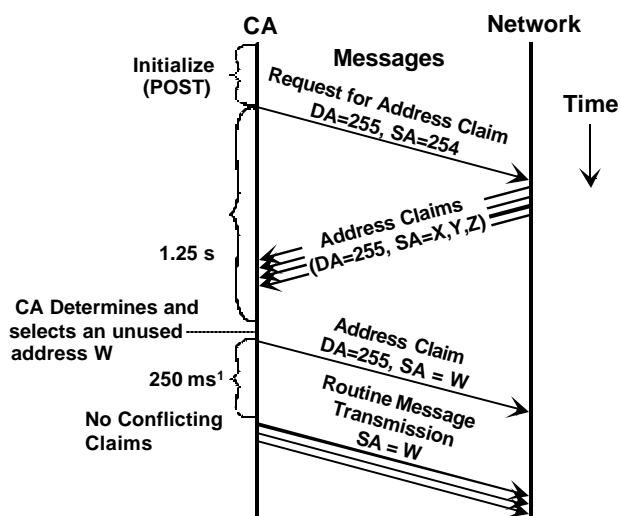 CA
Network
Messages
Initialize
(POST)
Request for Address Claim
DA=255, SA=254
Time
Address Claims
(DA=255, SA=X,Y,Z)
1.25 s
CA Determines and
selects an unused
address W
Address Claim
DA=255, SA = W
250 ms¹
Routine Message
Transmission
SA = W
No Conflicting
Claims